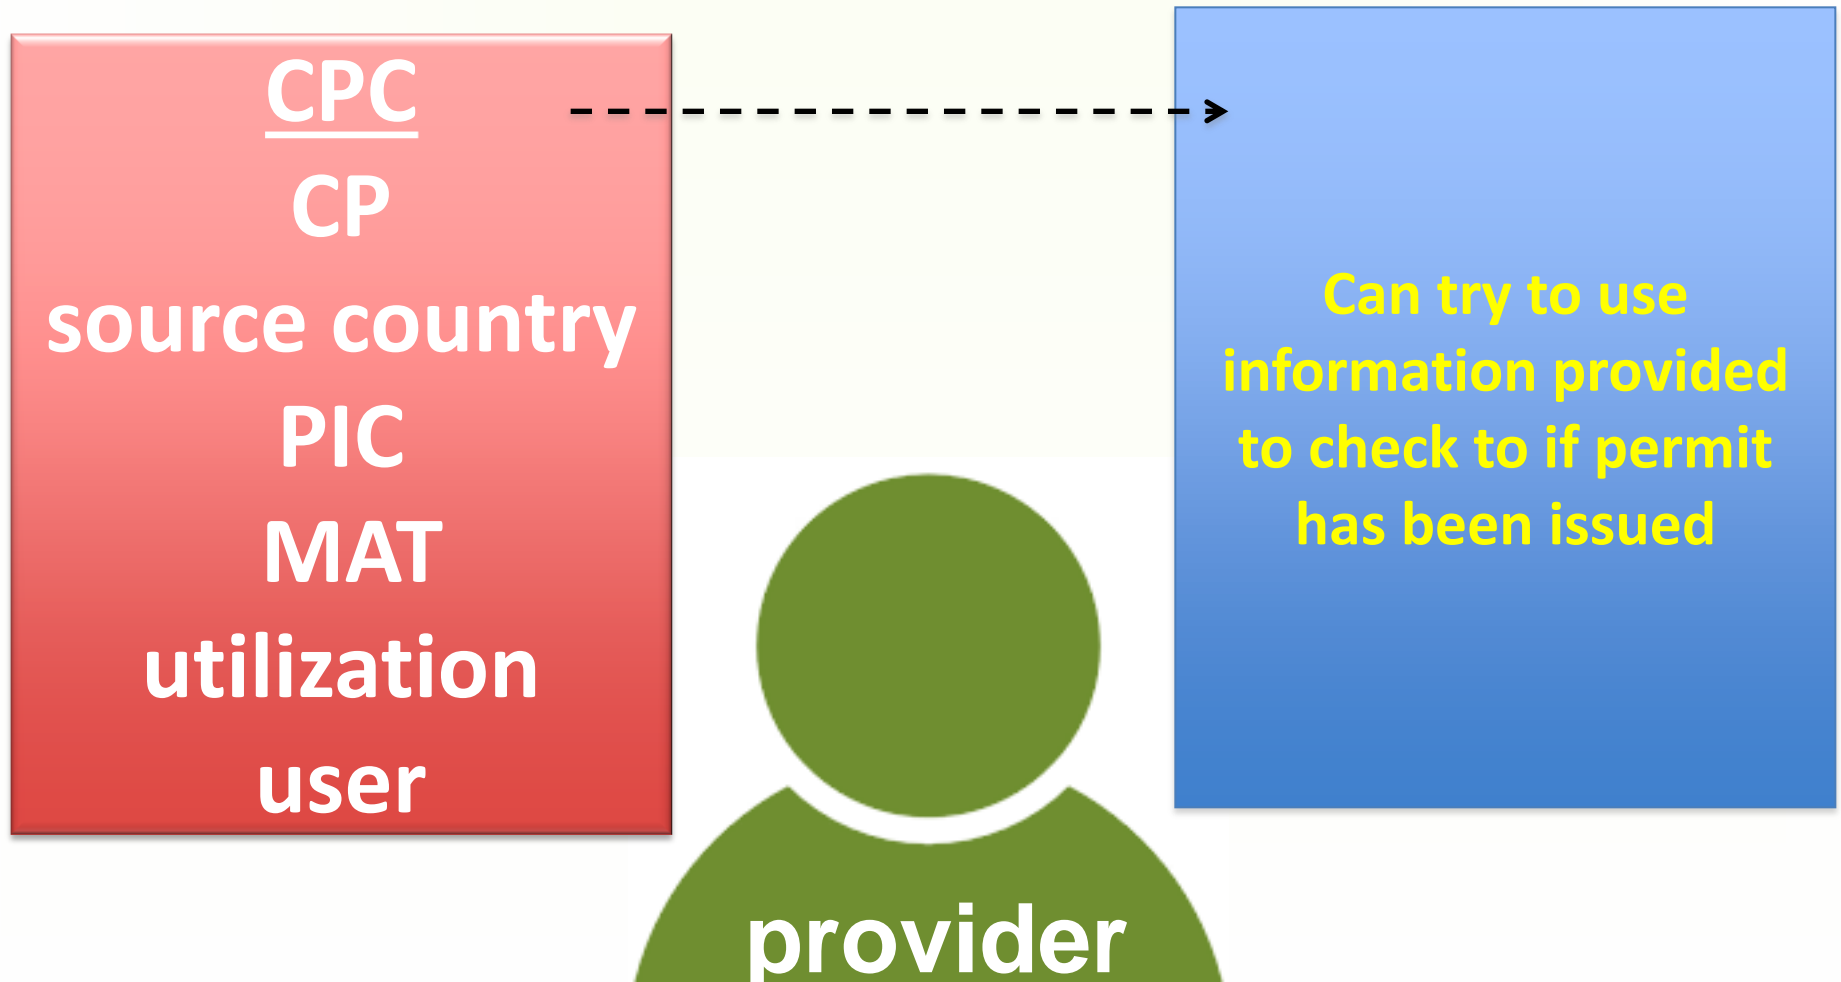 CPC
CP
source country
PIC
MAT
utilization
user
Can try to use
information provided
to check to if permit
has been issued
provider